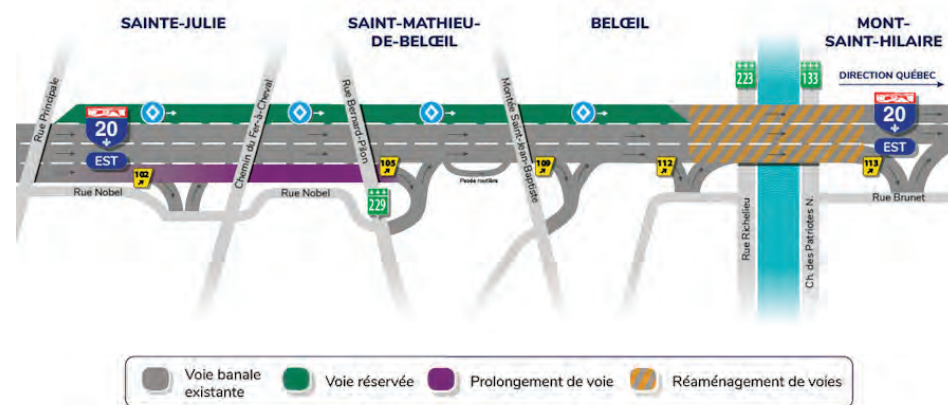 SAINTE-JULIE
SAINT-MATHIEU-
DE-BELŒIL
BELŒIL
MONT-
SAINT-HILAIRE
DIRECTION QUÉBEC
223
133
Rue Principale
20
EST
Chemin du Fer-à-Cheval
Rue Bernard-Pilon
Montée Saint-Jean-Baptiste
20
EST
102
105
109
112
113
Rue Nobel
Rue Nobel
229
Rue Brunet
Rue Richelieu
Ch. des Patriotes N.
Voie banale
existante
Voie réservée
Prolongement de voie
Réaménagement de voies